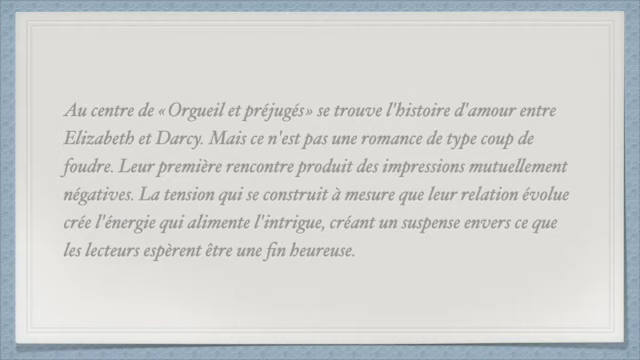 Au centre de « Orgueil et préjugés» se trouve l'histoire d'amour entre
Elizabeth et Darcy. Mais ce n'est pas une romance de type coup de
foudre. Leur première rencontre produit des impressions mutuellement
négatives. La tension qui se construit à mesure que leur relation évolue
crée l'énergie qui alimente l'intrigue, créant un suspense envers ce que
les lecteurs espèrent être une fin heureuse.